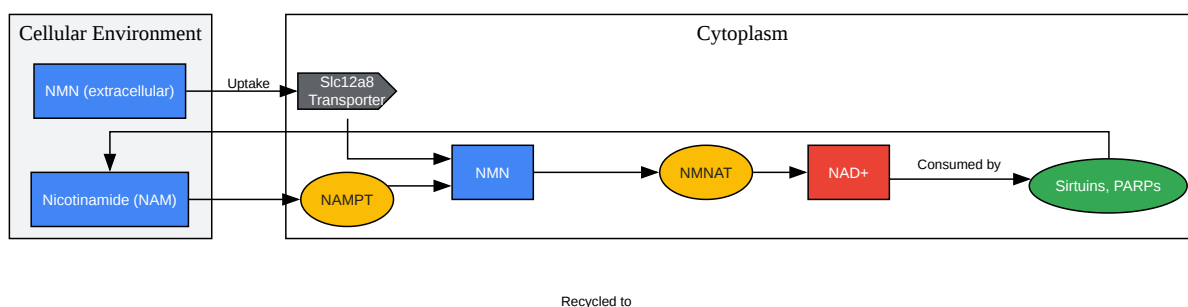 Cellular Environment
Cytoplasm
NMN (extracellular)
Uptake
Slc12a8
Transporter
Nicotinamide (NAM)
NAMPT
NMN
NMNAT
NAD+
Consumed by
Sirtuins, PARPs
Recycled to